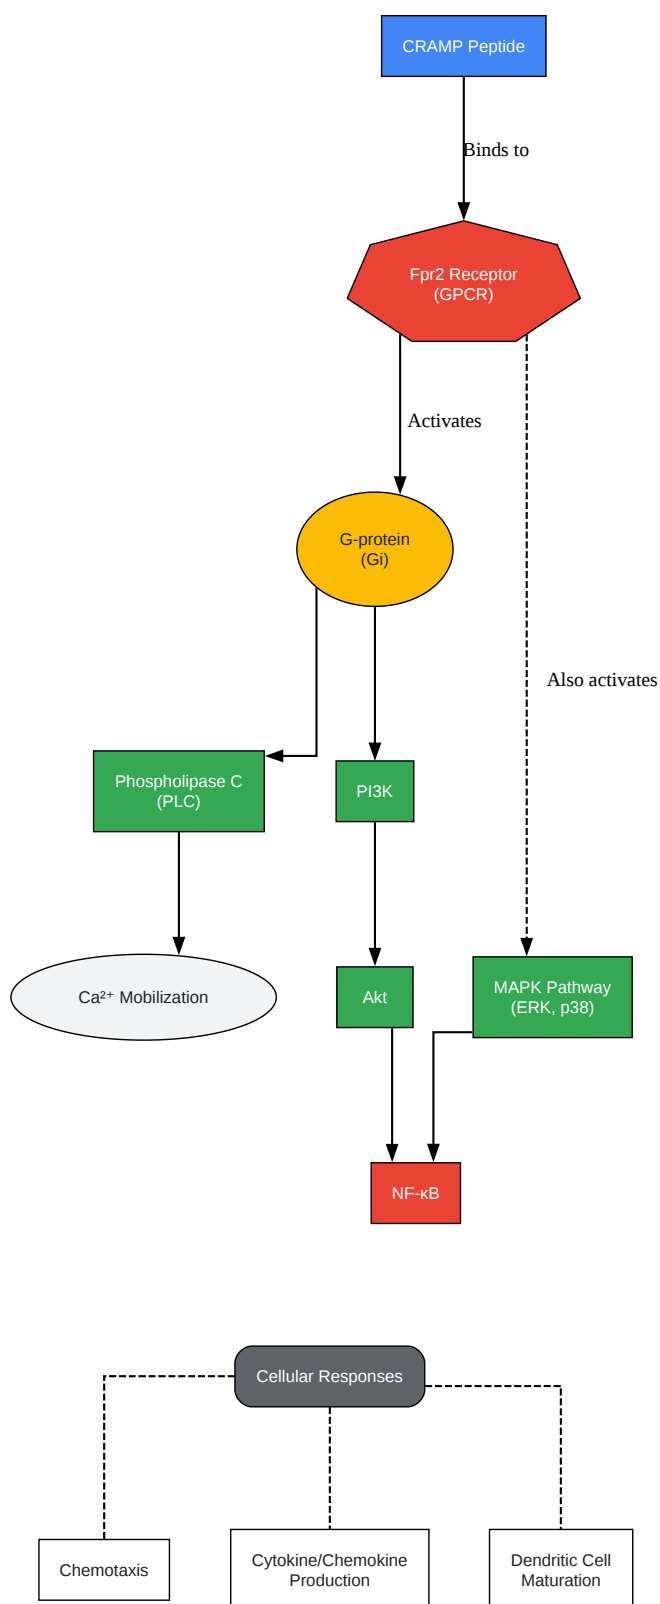 CRAMP Peptide
Binds to
Fpr2 Receptor
(GPCR)
Activates
G-protein
(Gi)
Also activates
Phospholipase C
(PLC)
PI3K
Ca²⁺ Mobilization
Akt
MAPK Pathway
(ERK, p38)
NF-κB
Cellular Responses
Chemotaxis
Cytokine/Chemokine
Production
Dendritic Cell
Maturation